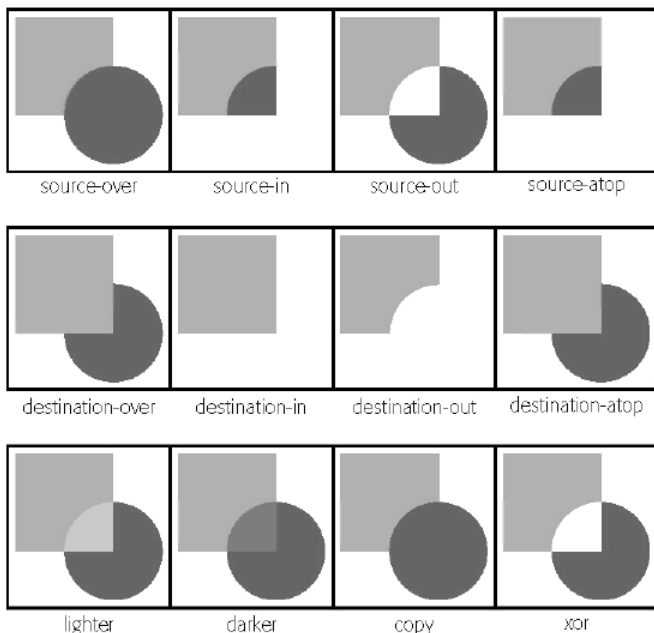 source-over source-in source-out source-atop
destination-over destination-in destination-out destination-atop
lighter darker copy xor